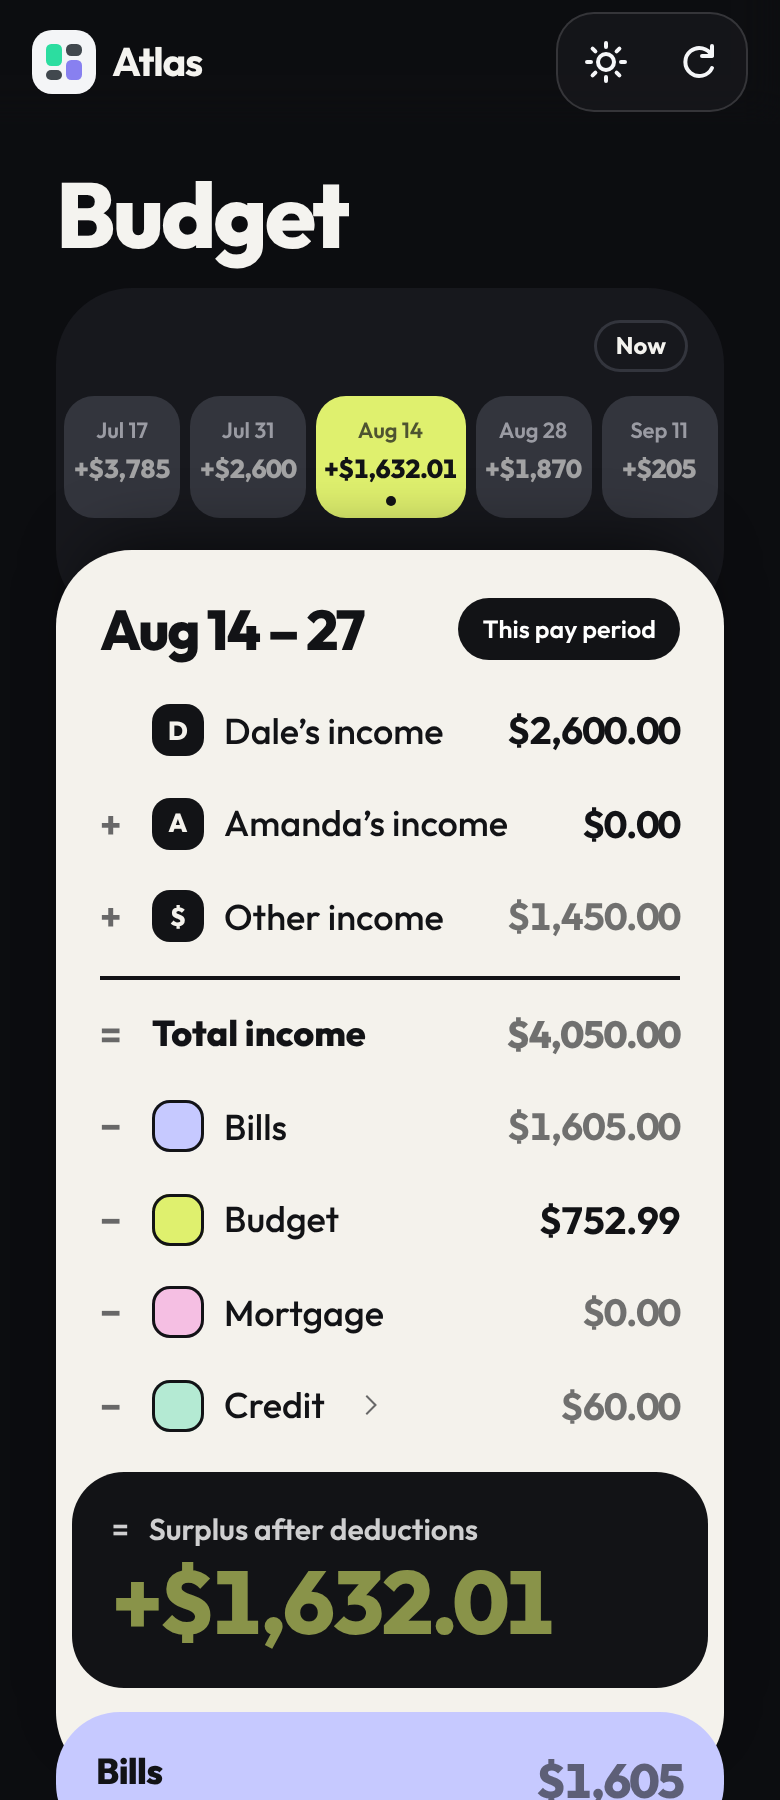 Atlas
Budget
Now
Jul 17
+$3,785
Jul 31
+$2,600
Aug 14
+$1,632.01
Aug 28
+$1,870
Sep 11
+$205
Aug 14 – 27
This pay period
D Dale’s income $2,600.00
+ A Amanda’s income $0.00
+ $ Other income $1,450.00
= Total income $4,050.00
− Bills $1,605.00
− Budget $752.99
− Mortgage $0.00
− Credit > $60.00
= Surplus after deductions
+$1,632.01
Bills $1,605